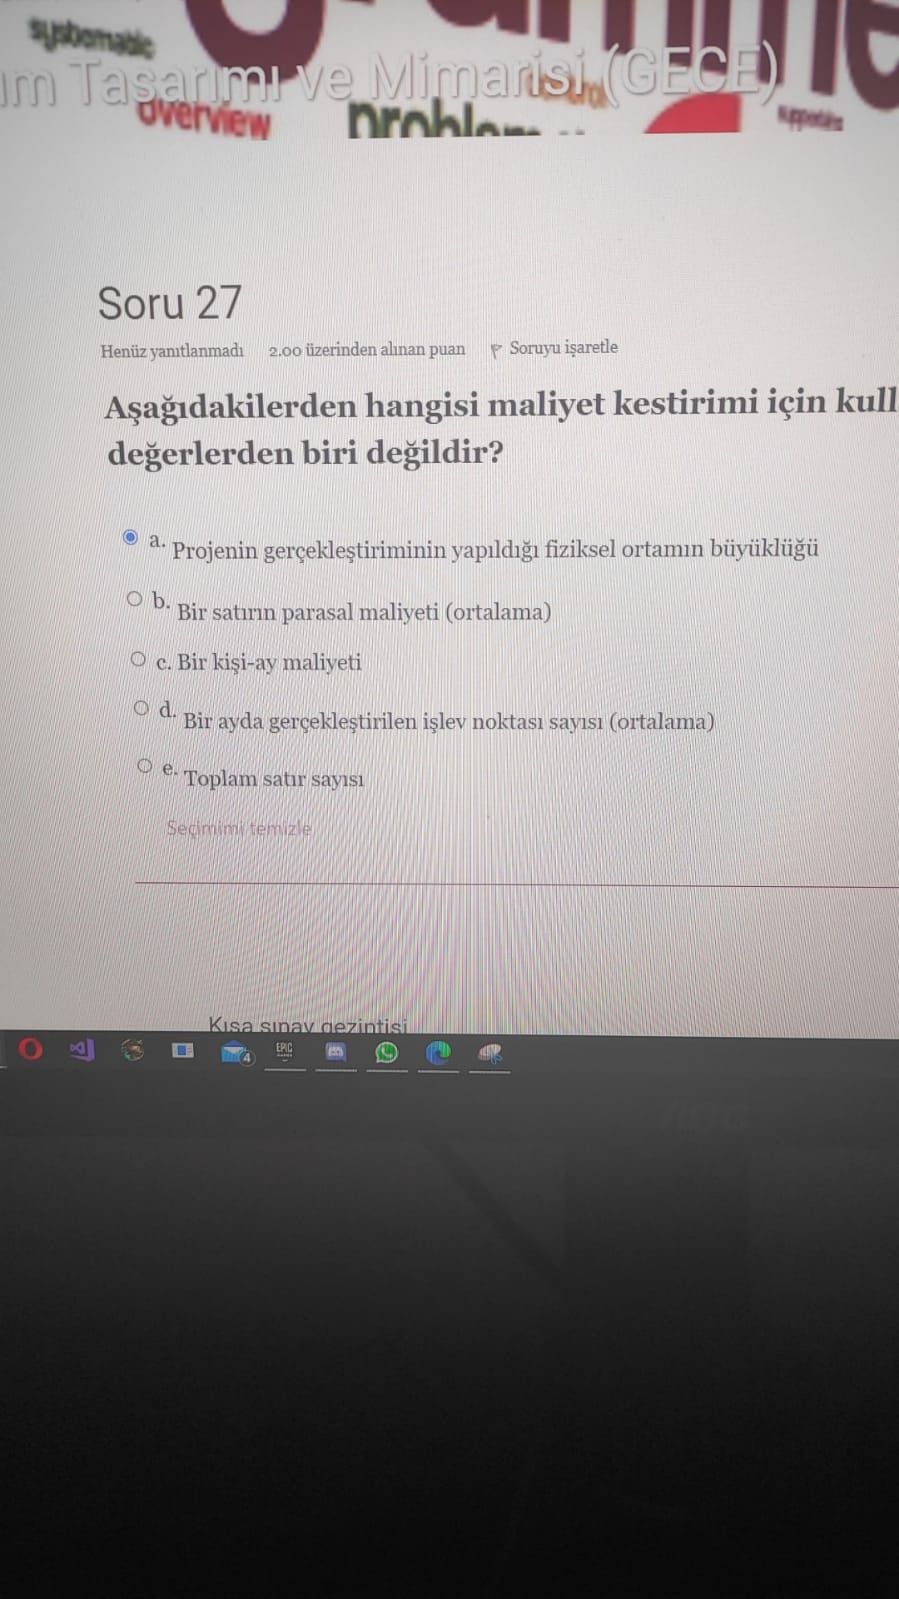 systematic
ım Tasarımı ve Mimarisi (GECE)
overview
Soru 27
Henüz yanıtlanmadı 2.00 üzerinden alınan puan Soruyu işaretle
Aşağıdakilerden hangisi maliyet kestirimi için kull
değerlerden biri değildir?
a. Projenin gerçekleştiriminin yapıldığı fiziksel ortamın büyüklüğü
b. Bir satırın parasal maliyeti (ortalama)
c. Bir kişi-ay maliyeti
d. Bir ayda gerçekleştirilen işlev noktası sayısı (ortalama)
e. Toplam satır sayısı
Seçimimi temizle
Kısa sınav gezintisi
4
EPIC